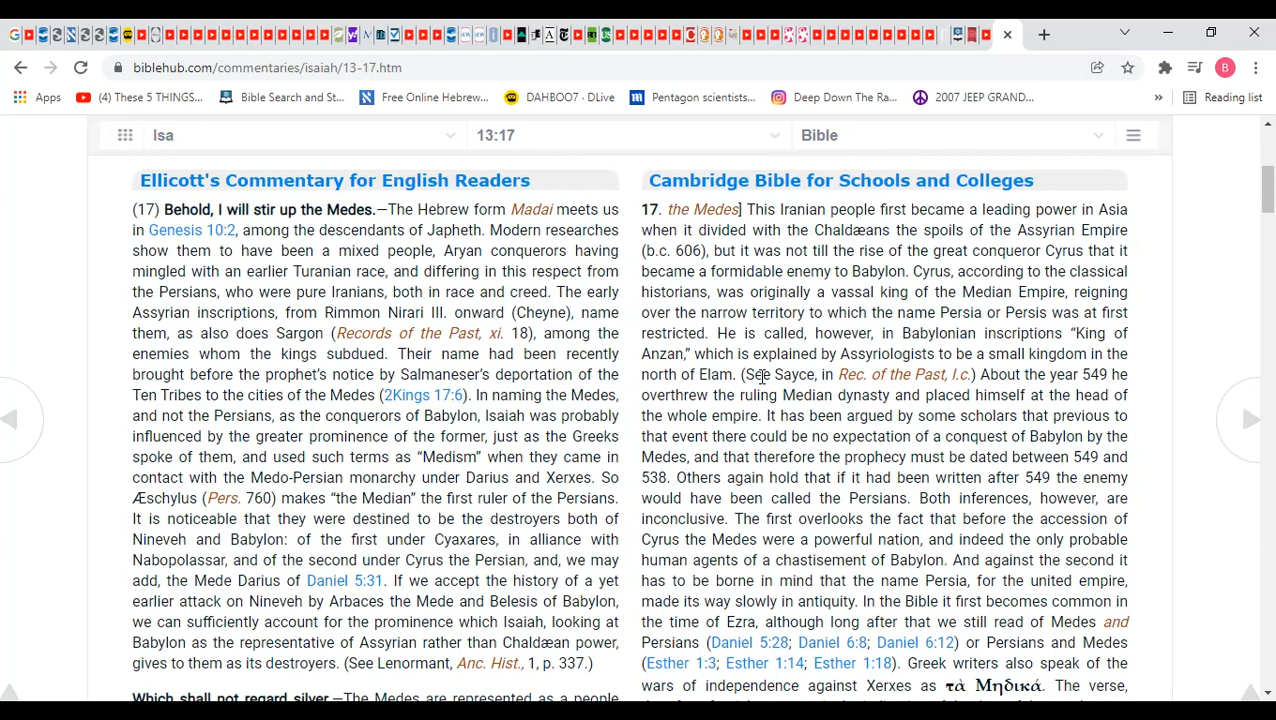 biblehub.com/commentaries/isaiah/13-17.htm
B
Apps
(4) These 5 THINGS...
Bible Search and St...
Free Online Hebrew...
DAHBOO7 - DLive
Pentagon scientists...
Deep Down The Ra...
2007 JEEP GRAND...
»
Reading list
Isa
13:17
Bible
Ellicott's Commentary for English Readers
(17) Behold, I will stir up the Medes.—The Hebrew form Madai meets us
in Genesis 10:2, among the descendants of Japheth. Modern researches
show them to have been a mixed people, Aryan conquerors having
mingled with an earlier Turanian race, and differing in this respect from
the Persians, who were pure Iranians, both in race and creed. The early
Assyrian inscriptions, from Rimmon Nirari III. onward (Cheyne), name
them, as also does Sargon (Records of the Past, xi. 18), among the
enemies whom the kings subdued. Their name had been recently
brought before the prophet's notice by Salmaneser's deportation of the
Ten Tribes to the cities of the Medes (2Kings 17:6). In naming the Medes,
and not the Persians, as the conquerors of Babylon, Isaiah was probably
influenced by the greater prominence of the former, just as the Greeks
spoke of them, and used such terms as “Medism” when they came in
contact with the Medo-Persian monarchy under Darius and Xerxes. So
Æschylus (Pers. 760) makes “the Median” the first ruler of the Persians.
It is noticeable that they were destined to be the destroyers both of
Nineveh and Babylon: of the first under Cyaxares, in alliance with
Nabopolassar, and of the second under Cyrus the Persian, and, we may
add, the Mede Darius of Daniel 5:31. If we accept the history of a yet
earlier attack on Nineveh by Arbaces the Mede and Belesis of Babylon,
we can sufficiently account for the prominence which Isaiah, looking at
Babylon as the representative of Assyrian rather than Chaldæan power,
gives to them as its destroyers. (See Lenormant, Anc. Hist., 1, p. 337.)
Which shall not regard silver.—The Medes are represented as a people
Cambridge Bible for Schools and Colleges
17. the Medes] This Iranian people first became a leading power in Asia
when it divided with the Chaldæans the spoils of the Assyrian Empire
(b.c. 606), but it was not till the rise of the great conqueror Cyrus that it
became a formidable enemy to Babylon. Cyrus, according to the classical
historians, was originally a vassal king of the Median Empire, reigning
over the narrow territory to which the name Persia or Persis was at first
restricted. He is called, however, in Babylonian inscriptions “King of
Anzan,” which is explained by Assyriologists to be a small kingdom in the
north of Elam. (See Sayce, in Rec. of the Past, l.c.) About the year 549 he
overthrew the ruling Median dynasty and placed himself at the head of
the whole empire. It has been argued by some scholars that previous to
that event there could be no expectation of a conquest of Babylon by the
Medes, and that therefore the prophecy must be dated between 549 and
538. Others again hold that if it had been written after 549 the enemy
would have been called the Persians. Both inferences, however, are
inconclusive. The first overlooks the fact that before the accession of
Cyrus the Medes were a powerful nation, and indeed the only probable
human agents of a chastisement of Babylon. And against the second it
has to be borne in mind that the name Persia, for the united empire,
made its way slowly in antiquity. In the Bible it first becomes common in
the time of Ezra, although long after that we still read of Medes and
Persians (Daniel 5:28; Daniel 6:8; Daniel 6:12) or Persians and Medes
(Esther 1:3; Esther 1:14; Esther 1:18). Greek writers also speak of the
wars of independence against Xerxes as τὰ Μηδικά. The verse,